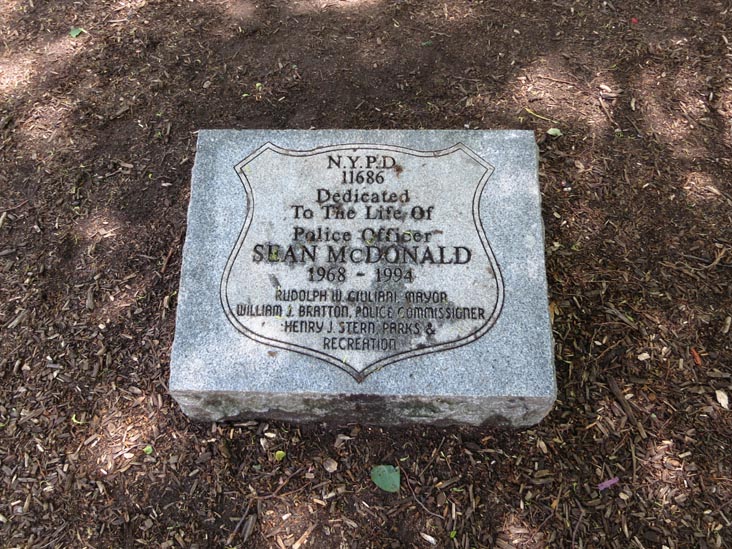 N.Y.P.D.
11686
Dedicated
To The Life Of
Police Officer
SEAN McDONALD
1968 - 1994
RUDOLPH W. GIULIANI, MAYOR
WILLIAM J. BRATTON, POLICE COMMISSIONER
HENRY J. STERN, PARKS &
RECREATION